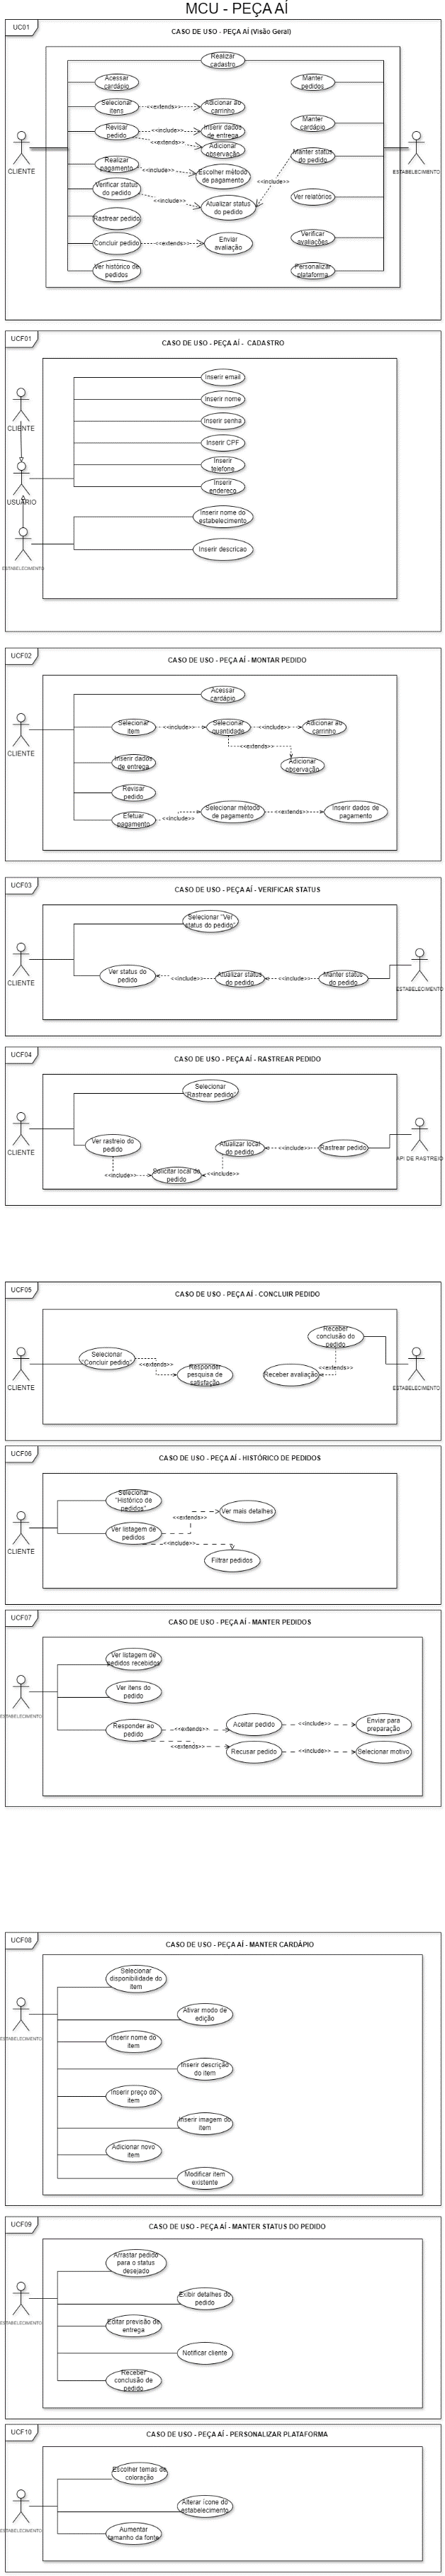 MCU - PEÇA AÍ
UC01
CASO DE USO - PEÇA AÍ (Visão Geral)
Realizar
cadastro
Acessar
cardápio
Manter
pedidos
Selecionar
itens
<<extends>>
Adicionar ao
carrinho
Revisar
pedido
<<include>>
Inserir dados
de entrega
<<extends>>
Adicionar
observação
Manter
cardápio
CLIENTE
ESTABELECIMENTO
Realizar
pagamento
<<include>>
Escolher método
de pagamento
Manter status
do pedido
<<include>>
Verificar status
do pedido
<<include>>
Atualizar status
do pedido
Ver relatórios
Rastrear pedido
Concluir pedido
<<extends>>
Enviar
avaliação
Verificar
avaliações
Ver histórico de
pedidos
Personalizar
plataforma
UCF01
CASO DE USO - PEÇA AÍ - CADASTRO
Inserir email
Inserir nome
Inserir senha
CLIENTE
Inserir CPF
Inserir
telefone
Inserir
endereco
USUÁRIO
Inserir nome do
estabelecimento
Inserir descricao
ESTABELECIMENTO
UCF02
CASO DE USO - PEÇA AÍ - MONTAR PEDIDO
Acessar
cardápio
Selecionar
item
<<include>>
Selecionar
quantidade
<<include>>
Adicionar ao
carrinho
<<extends>>
CLIENTE
Inserir dados
de entrega
Adicionar
observação
Revisar
pedido
Efetuar
pagamento
<<include>>
Selecionar método
de pagamento
<<extends>>
Inserir dados de
pagamento
UCF03
CASO DE USO - PEÇA AÍ - VERIFICAR STATUS
Selecionar "Ver
status do pedido"
CLIENTE
Ver status do
pedido
<<include>>
Atualizar status
do pedido
<<include>>
Manter status
do pedido
ESTABELECIMENTO
UCF04
CASO DE USO - PEÇA AÍ - RASTREAR PEDIDO
Selecionar
"Rastrear pedido"
CLIENTE
Ver rastreio do
pedido
Atualizar local
do pedido
<<include>>
Rastrear pedido
API DE RASTREIO
<<include>>
Solicitar local do
pedido
<<include>>
UCF05
CASO DE USO - PEÇA AÍ - CONCLUIR PEDIDO
Receber
conclusão do
pedido
Selecionar
"Concluir pedido"
<<extends>>
Responder
pesquisa de
satisfação
<<extends>>
Receber avaliação
CLIENTE
ESTABELECIMENTO
UCF06
CASO DE USO - PEÇA AÍ - HISTÓRICO DE PEDIDOS
Selecionar
"Histórico de
pedidos"
Ver mais detalhes
<<extends>>
Ver listagem de
pedidos
<<include>>
CLIENTE
Filtrar pedidos
UCF07
CASO DE USO - PEÇA AÍ - MANTER PEDIDOS
Ver listagem de
pedidos recebidos
Ver itens do
pedido
ESTABELECIMENTO
Responder ao
pedido
<<extends>>
Aceitar pedido
<<include>>
Enviar para
preparação
<<extends>>
Recusar pedido
<<include>>
Selecionar motivo
UCF08
CASO DE USO - PEÇA AÍ - MANTER CARDÁPIO
Selecionar
disponibilidade do
item
Ativar modo de
edição
ESTABELECIMENTO
Inserir nome do
item
Inserir descrição
do item
Inserir preço do
item
Inserir imagem do
item
Adicionar novo
item
Modificar item
existente
UCF09
CASO DE USO - PEÇA AÍ - MANTER STATUS DO PEDIDO
Arrastar pedido
para o status
desejado
Exibir detalhes do
pedido
ESTABELECIMENTO
Editar previsão de
entrega
Notificar cliente
Receber
conclusão de
pedido
UCF10
CASO DE USO - PEÇA AÍ - PERSONALIZAR PLATAFORMA
Escolher temas de
coloração
Alterar ícone do
estabelecimento
ESTABELECIMENTO
Aumentar
tamanho da fonte